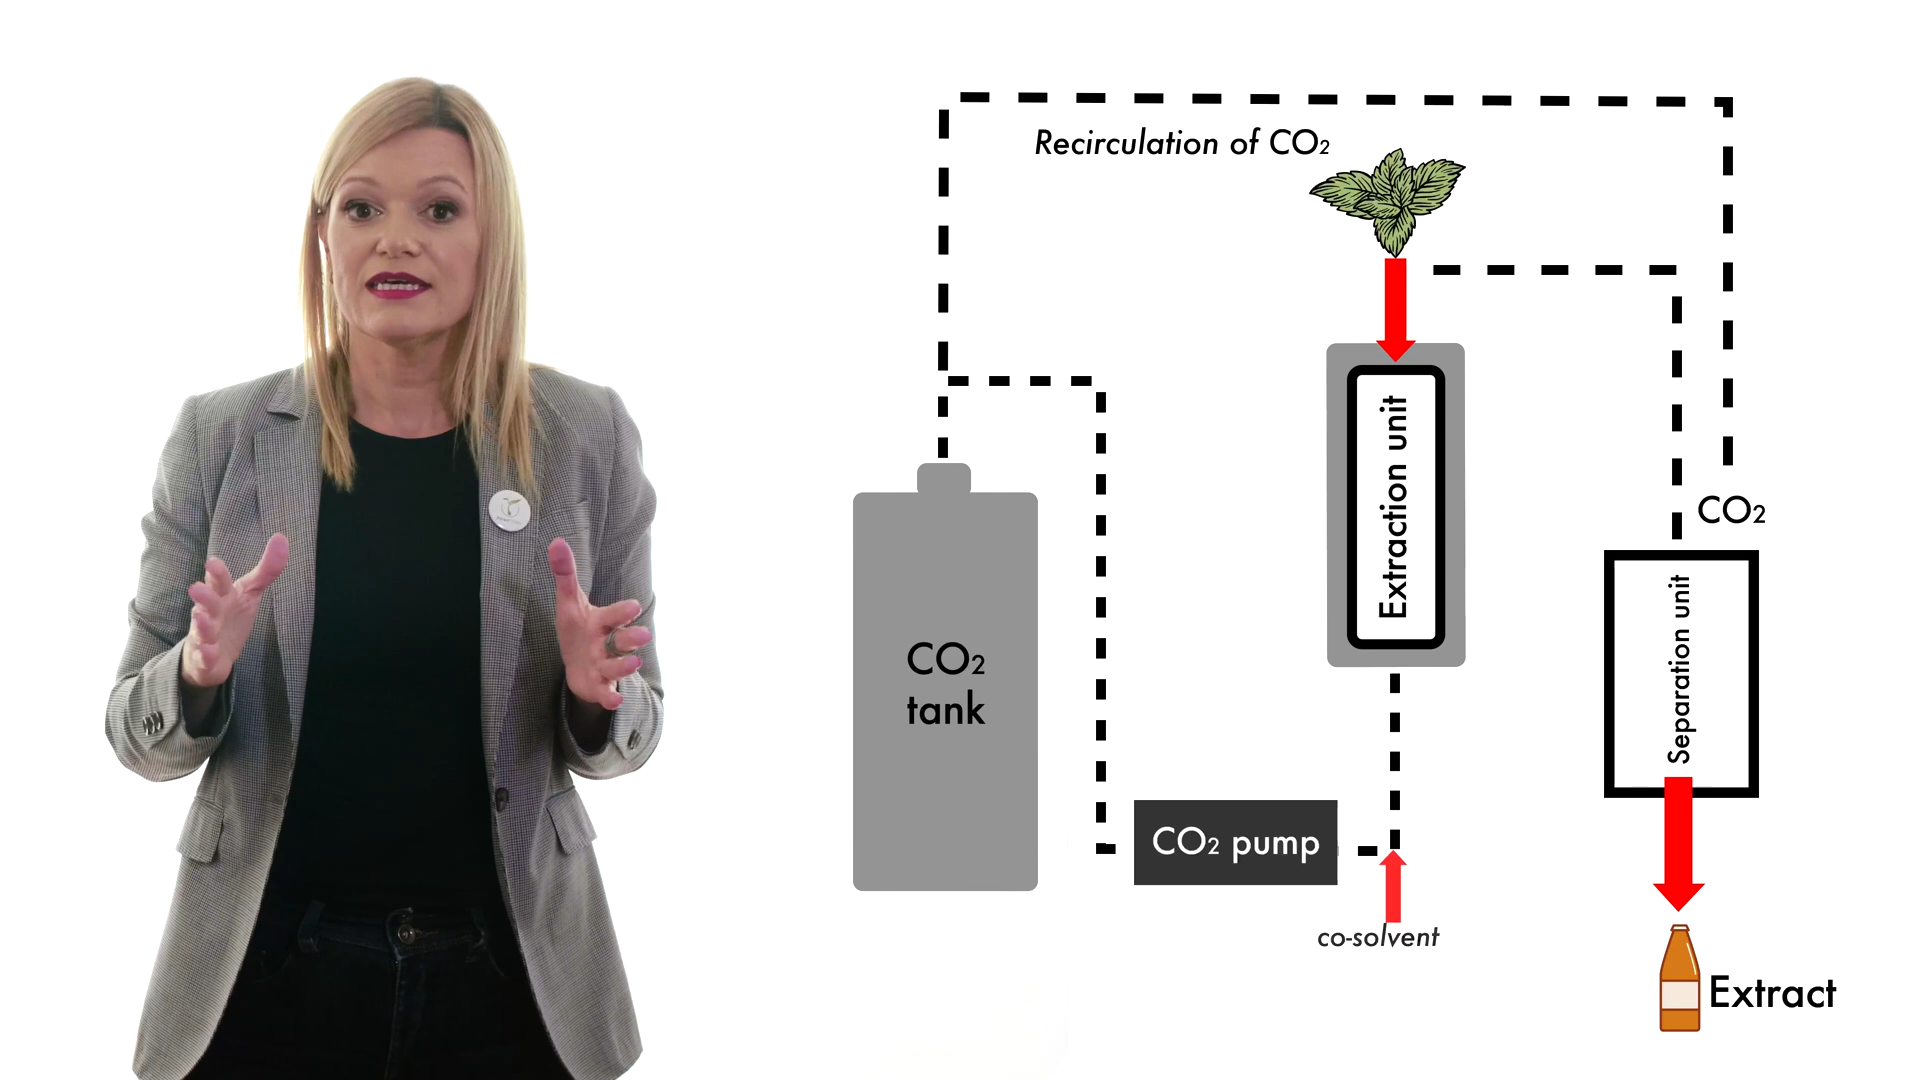 Recirculation of CO2
Extraction unit
CO2
CO2
tank
Separation unit
CO2 pump
co-solvent
Extract